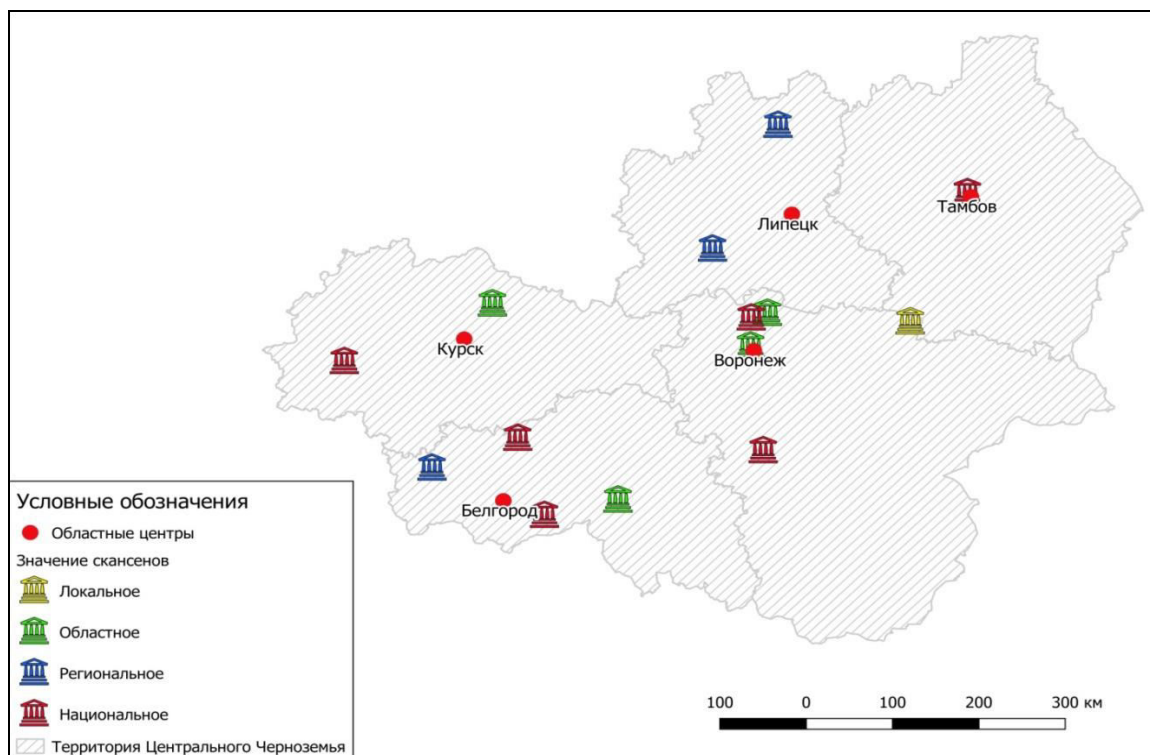 Тамбов
Липецк
Курск
Воронеж
Белгород
Условные обозначения
Областные центры
Значение скансенов
Локальное
Областное
Региональное
Национальное
Территория Центрального Черноземья
100 0 100 200 300 км